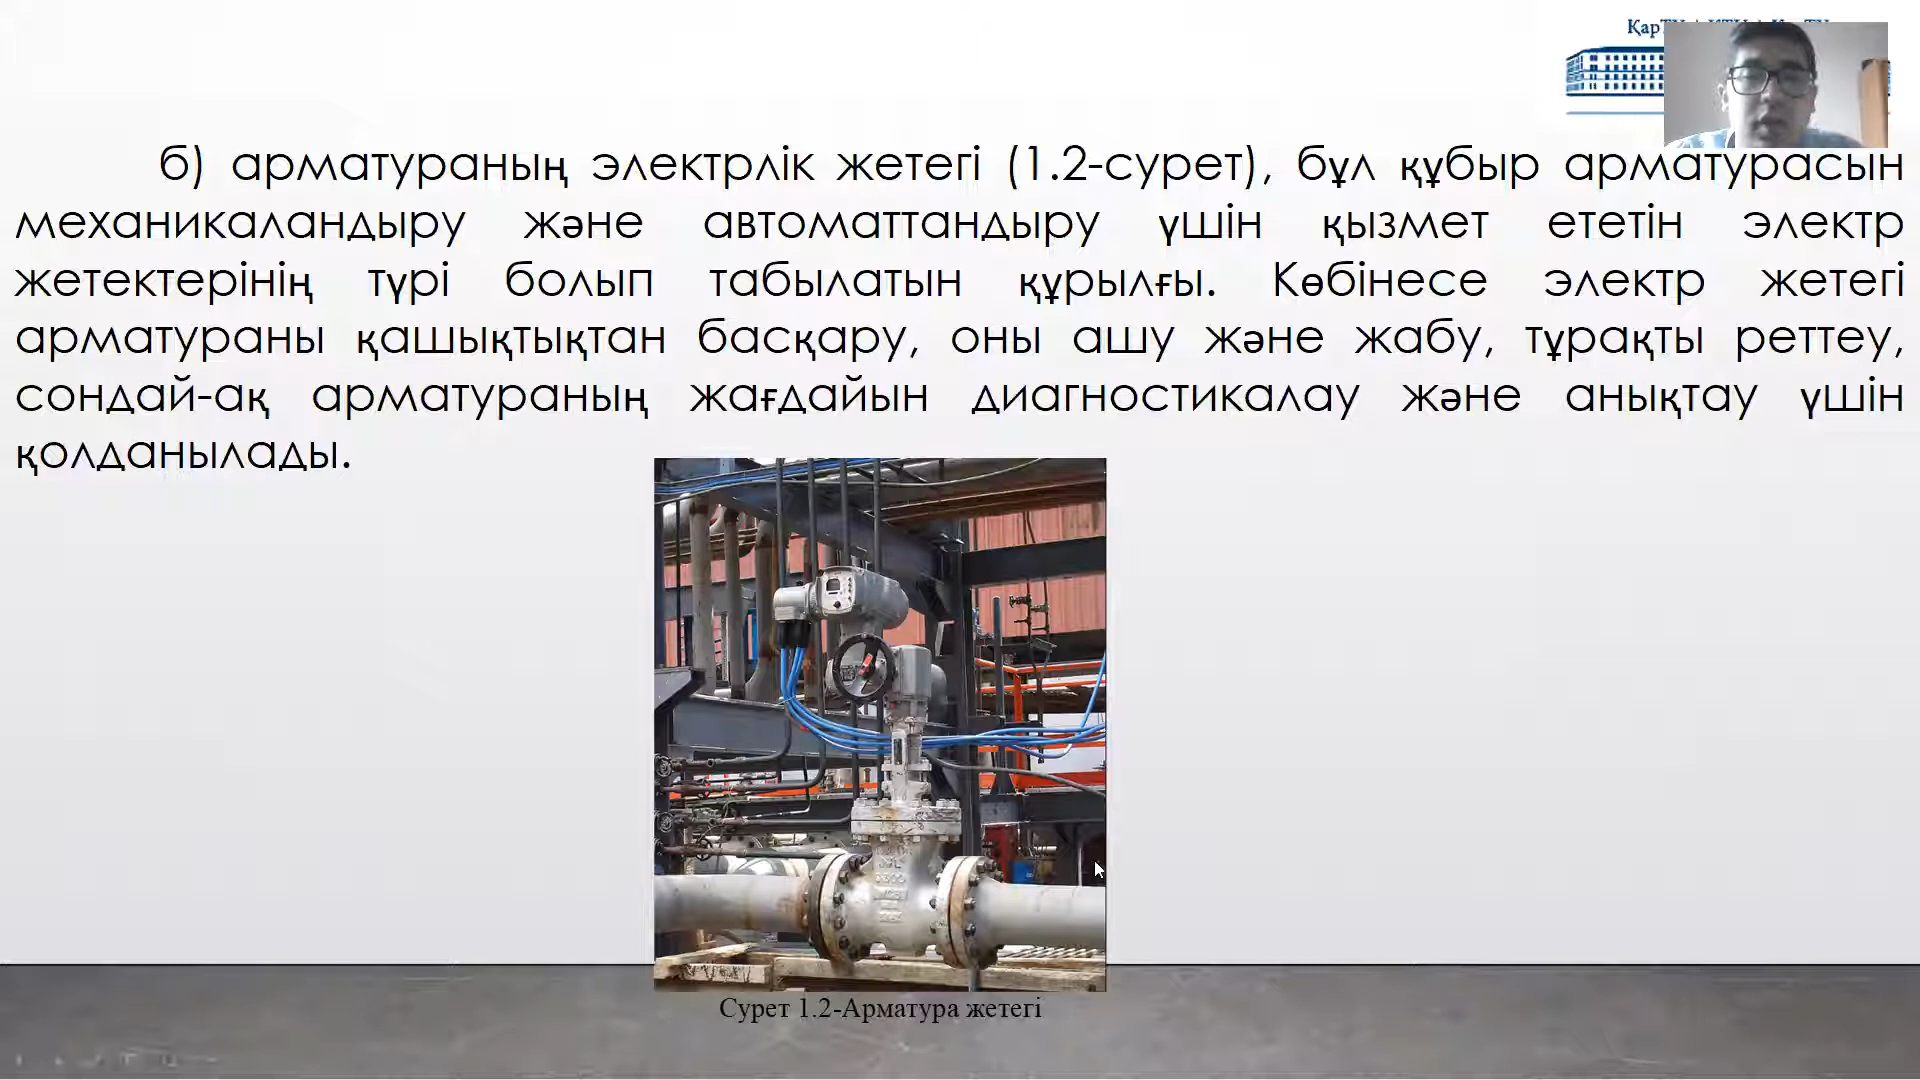 ҚарТУ
б) арматураның электрлік жетегі (1.2-сурет), бұл құбыр арматурасын
механикаландыру және автоматтандыру үшін қызмет ететін электр
жетектерінің түрі болып табылатын құрылғы. Көбінесе электр жетегі
арматураны қашықтықтан басқару, оны ашу және жабу, тұрақты реттеу,
сондай-ақ арматураның жағдайын диагностикалау және анықтау үшін
қолданылады.
Сурет 1.2-Арматура жетегі